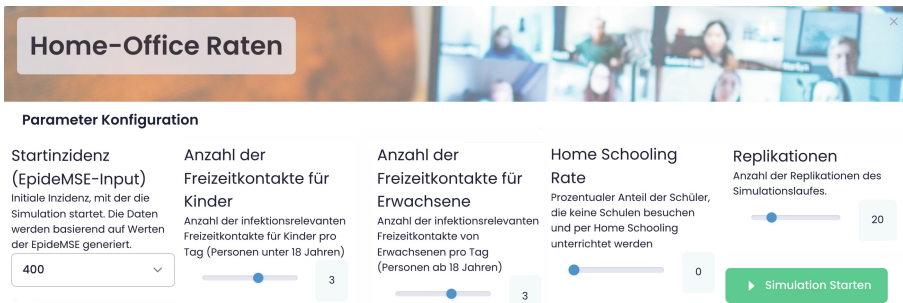 Home-Office Raten
Parameter Konfiguration
Startinzidenz
(EpideMSE-Input)
Initiale Inzidenz, mit der die
Simulation startet. Die Daten
werden basierend auf Werten
der EpideMSE generiert.
400
Anzahl der
Freizeitkontakte für
Kinder
Anzahl der infektionsrelevanten
Freizeitkontakte für Kinder pro
Tag (Personen unter 18 Jahren)
3
Anzahl der
Freizeitkontakte für
Erwachsene
Anzahl der infektionsrelevanten
Freizeitkontakte von
Erwachsenen pro Tag
(Personen ab 18 Jahren)
3
Home Schooling
Rate
Prozentualer Anteil der Schüler,
die keine Schulen besuchen
und per Home Schooling
unterrichtet werden
0
Replikationen
Anzahl der Replikationen des
Simulationslaufes.
20
Simulation Starten